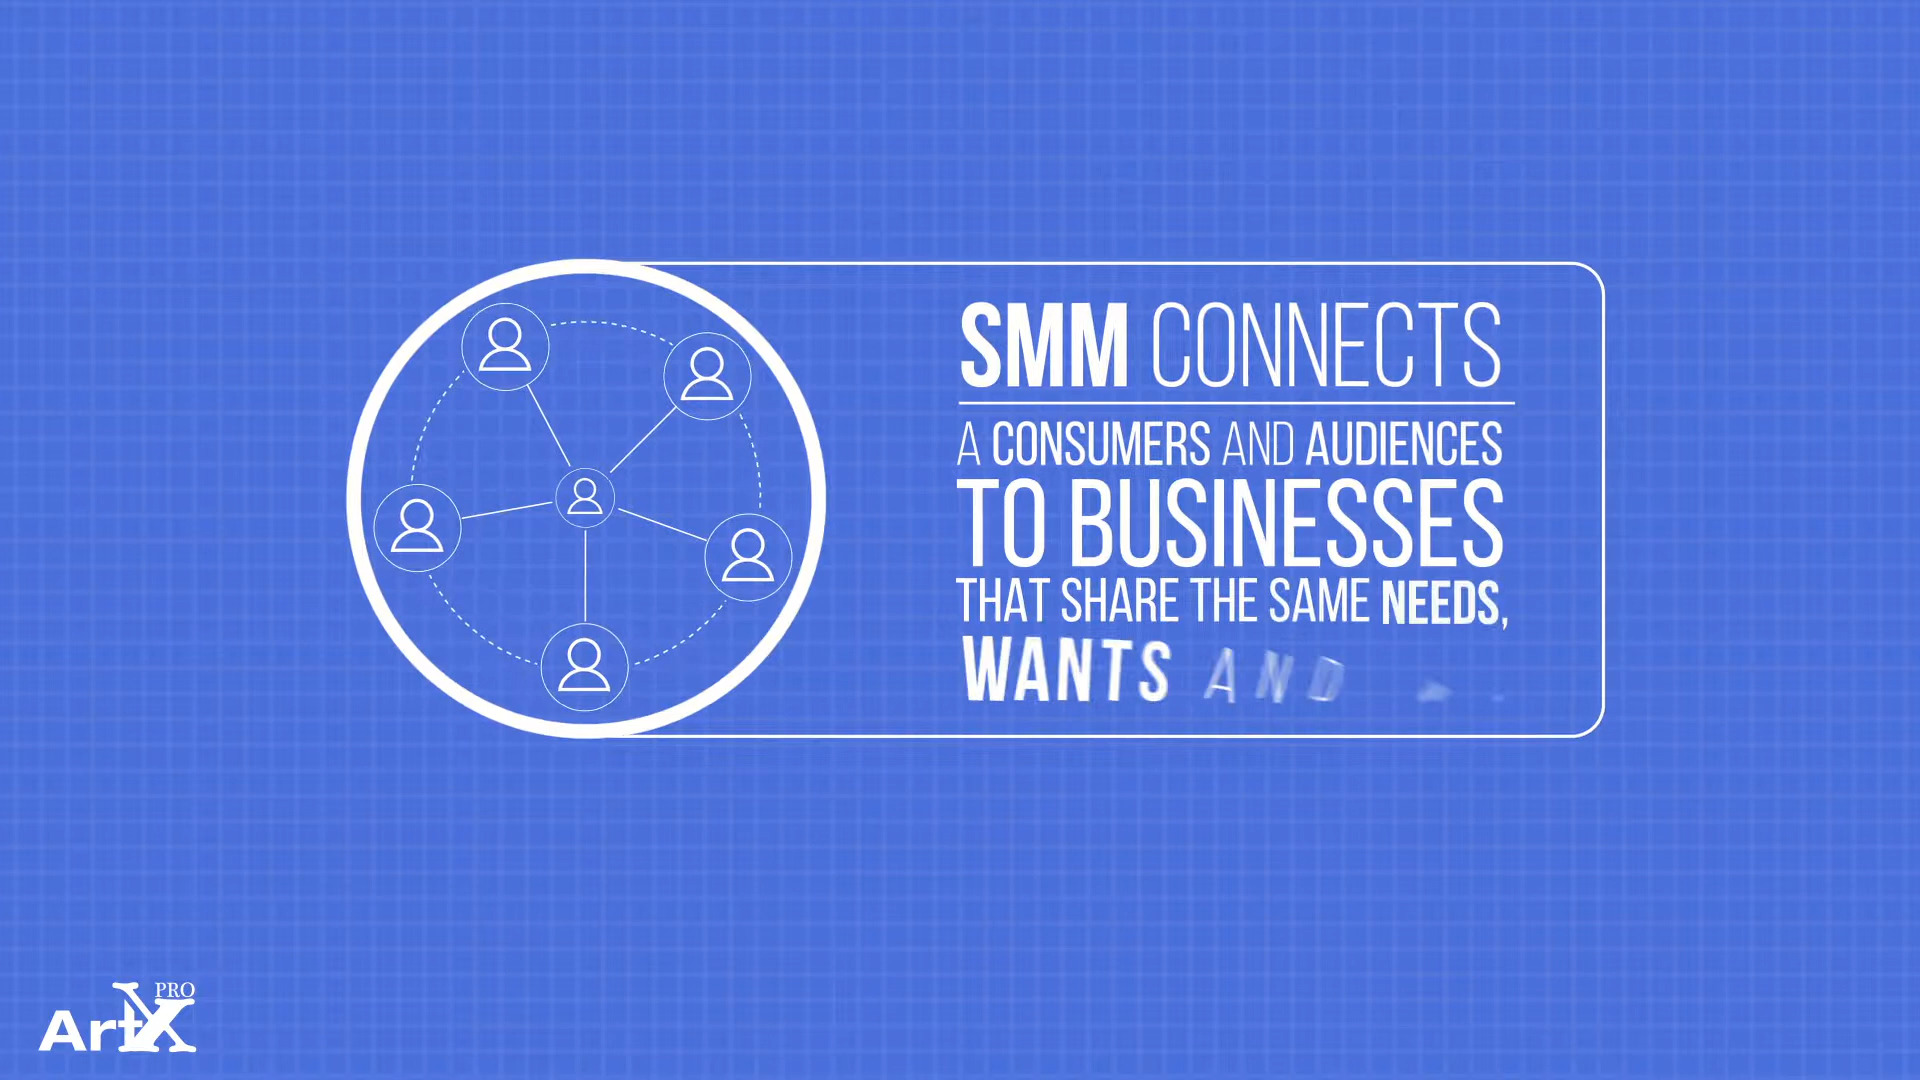 SMM CONNECTS
A CONSUMERS AND AUDIENCES
TO BUSINESSES
THAT SHARE THE SAME NEEDS,
WANTS AND
ArtX PRO